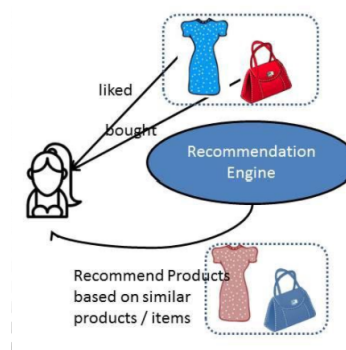 liked
bought
Recommendation
Engine
Recommend Products
based on similar
products / items